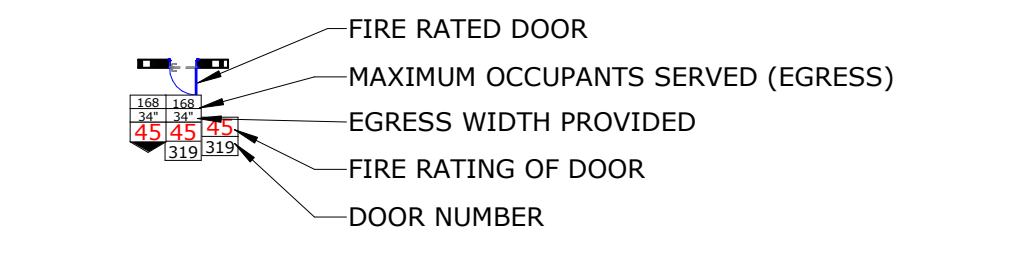 FIRE RATED DOOR
MAXIMUM OCCUPANTS SERVED (EGRESS)
168 168
34" 34"
EGRESS WIDTH PROVIDED
45 45 45
319 319
FIRE RATING OF DOOR
DOOR NUMBER